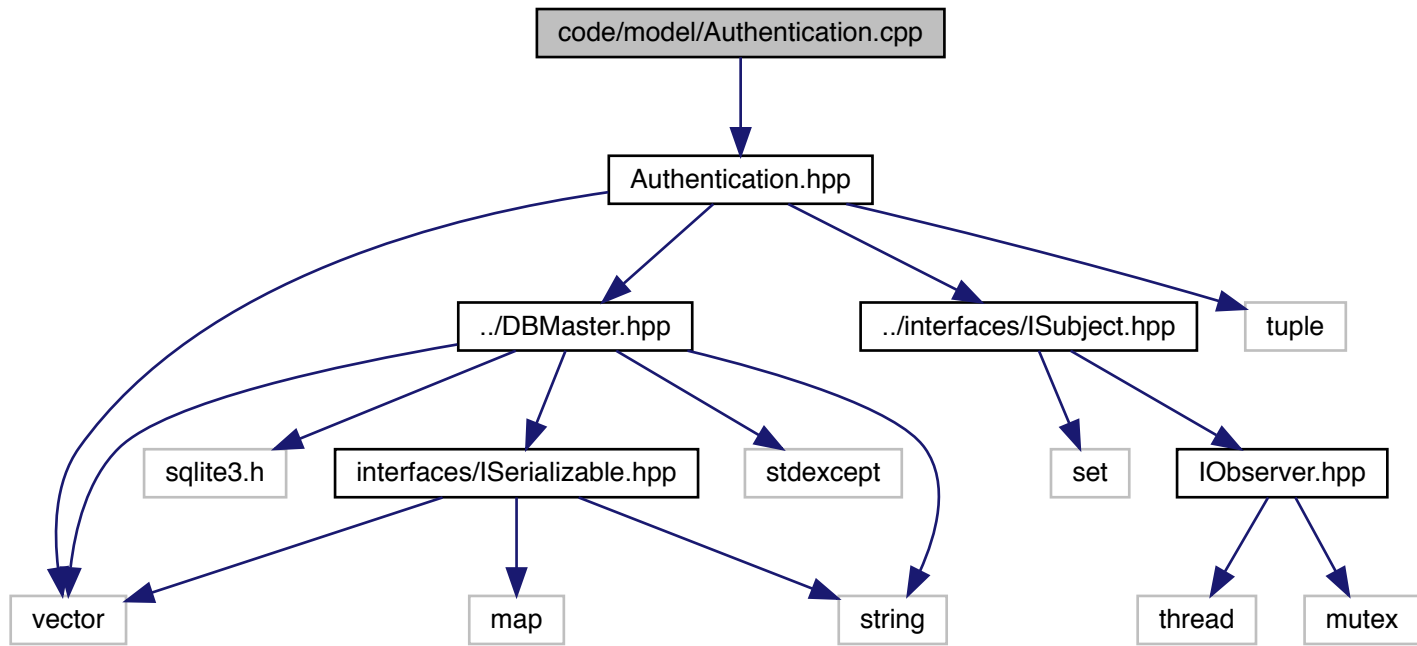 code/model/Authentication.cpp
Authentication.hpp
../DBMaster.hpp
../interfaces/ISubject.hpp
tuple
sqlite3.h
interfaces/ISerializable.hpp
stdexcept
set
IObserver.hpp
vector
map
string
thread
mutex